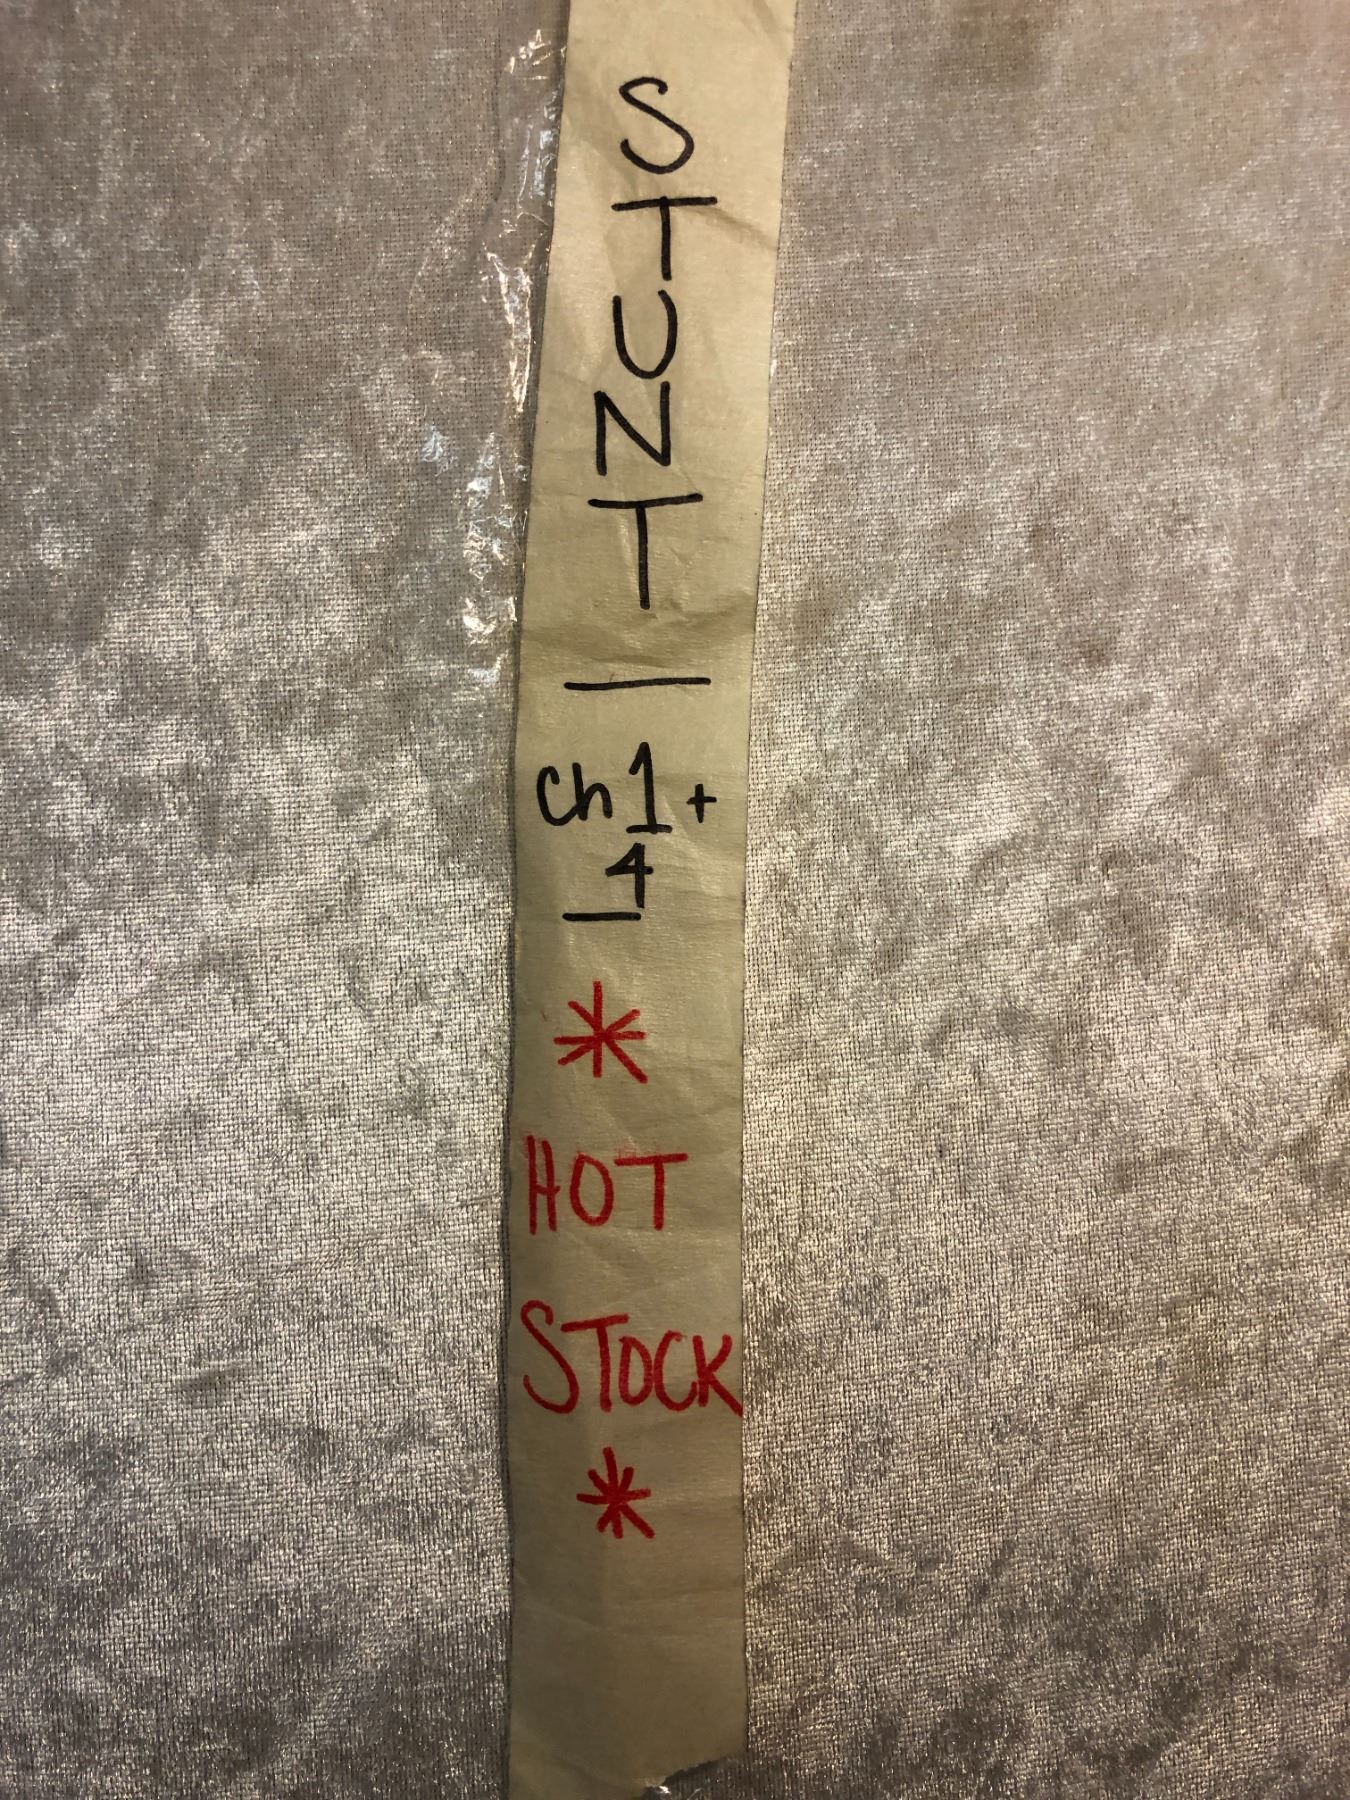 STUNT
Ch 1 +
4
*
HOT
STOCK
*